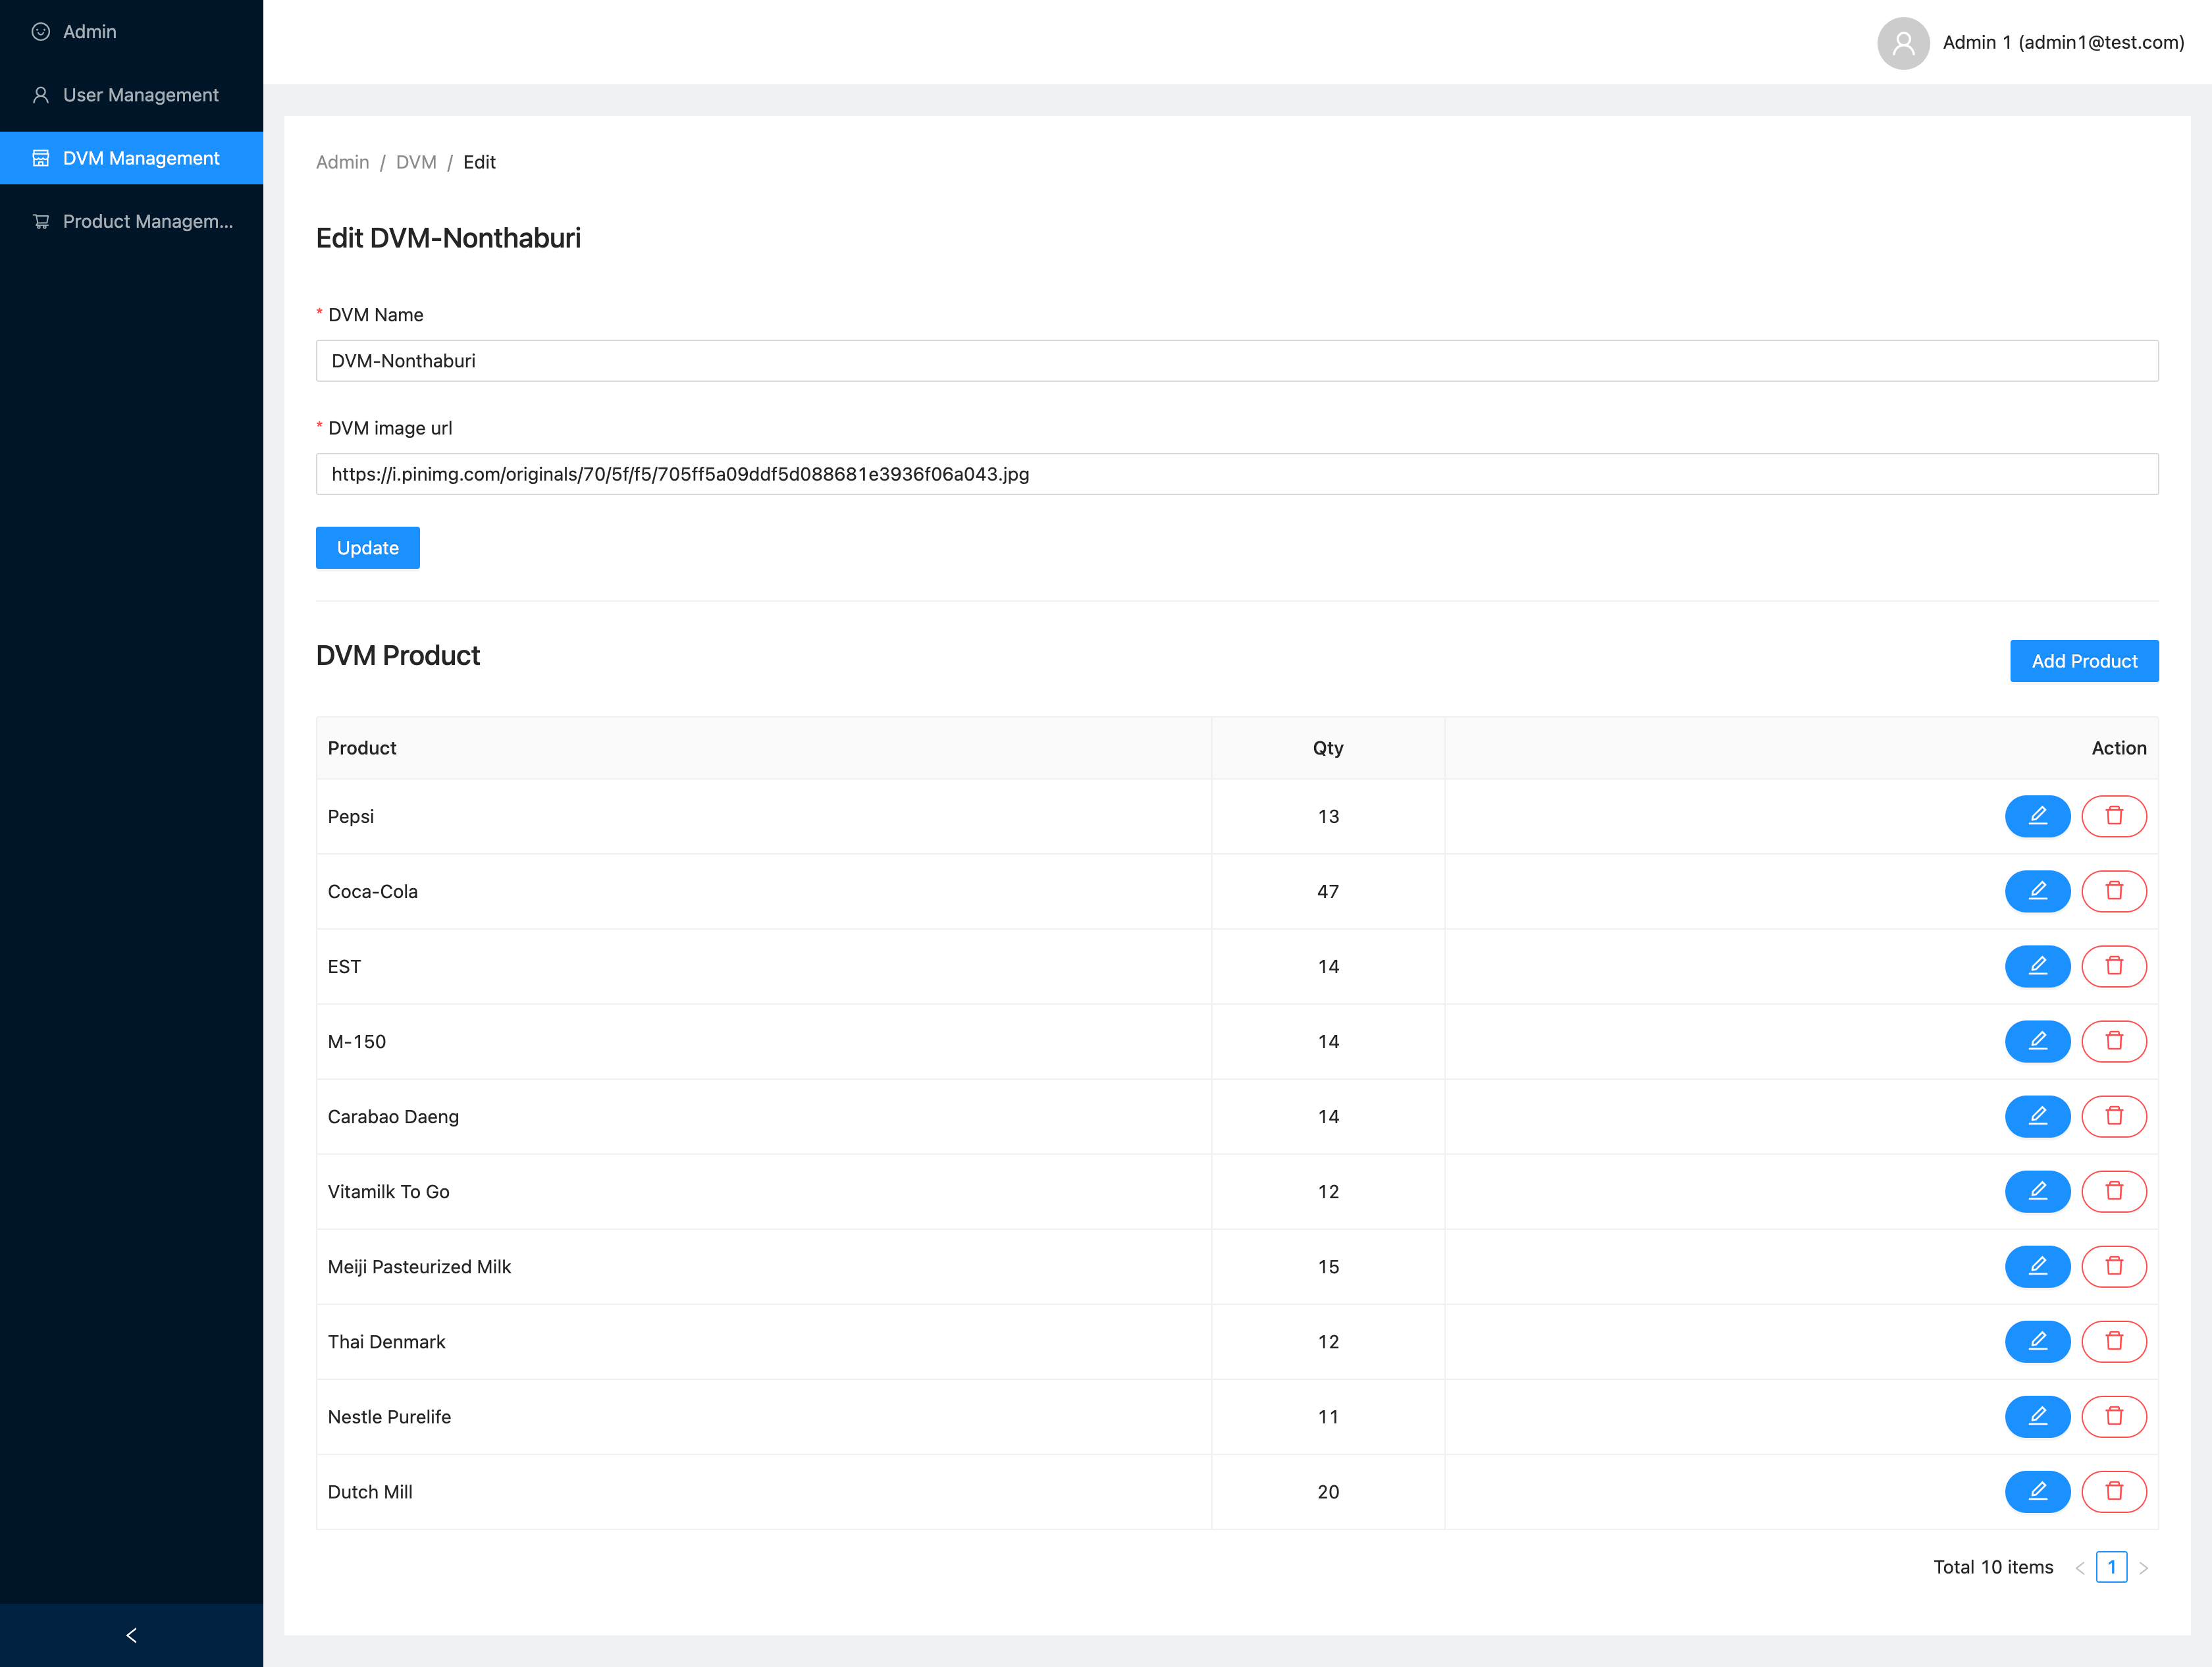 Admin
User Management
DVM Management
Product Managem...
Admin 1 (admin1@test.com)
Admin / DVM / Edit
Edit DVM-Nonthaburi
* DVM Name
DVM-Nonthaburi
* DVM image url
https://i.pinimg.com/originals/70/5f/f5/705ff5a09ddf5d088681e3936f06a043.jpg
Update
DVM Product
Add Product
Product Qty Action
Pepsi 13
Coca-Cola 47
EST 14
M-150 14
Carabao Daeng 14
Vitamilk To Go 12
Meiji Pasteurized Milk 15
Thai Denmark 12
Nestle Purelife 11
Dutch Mill 20
Total 10 items < 1 >